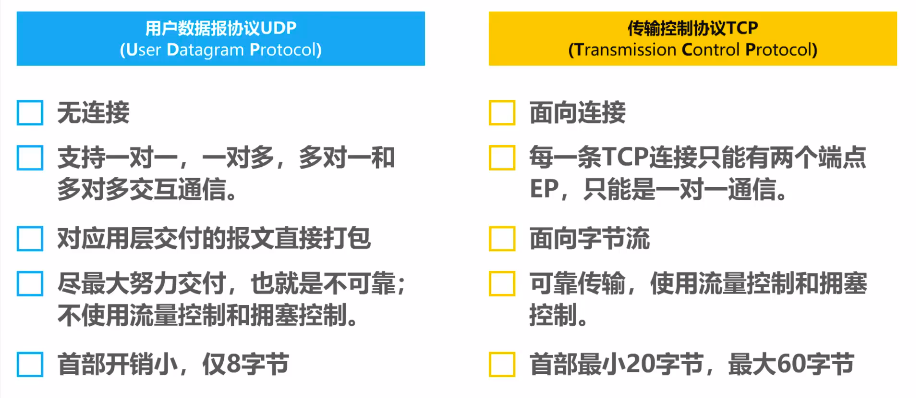 用户数据报协议UDP
(User Datagram Protocol)
无连接
支持一对一，一对多，多对一和
多对多交互通信。
对应用层交付的报文直接打包
尽最大努力交付，也就是不可靠；
不使用流量控制和拥塞控制。
首部开销小，仅8字节
传输控制协议TCP
(Transmission Control Protocol)
面向连接
每一条TCP连接只能有两个端点
EP，只能是一对一通信。
面向字节流
可靠传输，使用流量控制和拥塞
控制。
首部最小20字节，最大60字节